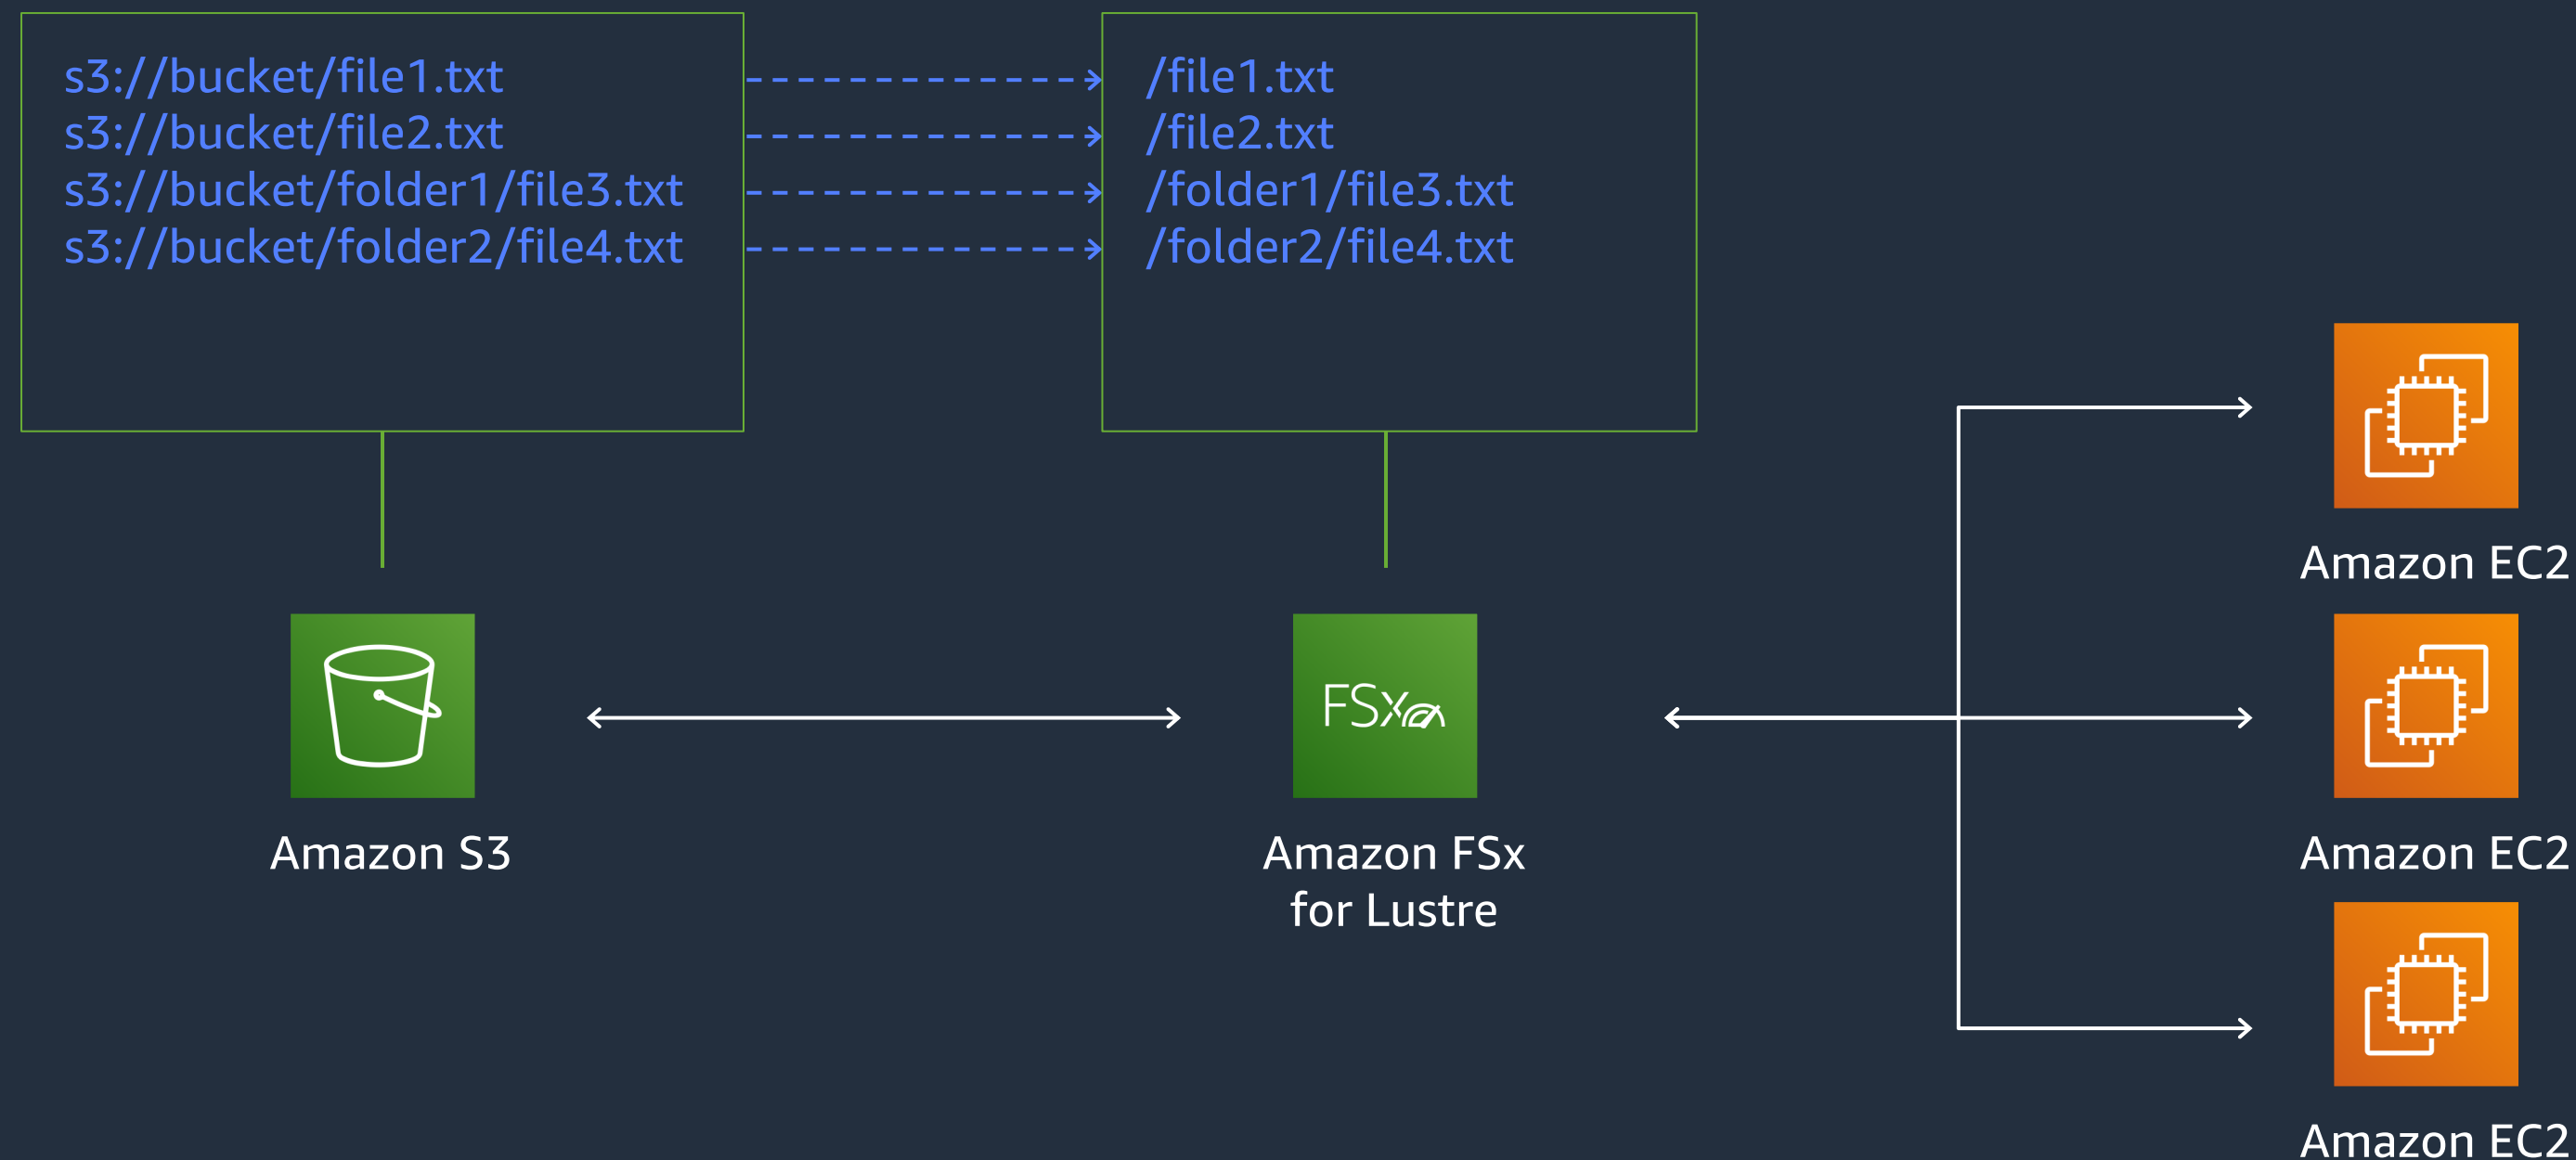 s3://bucket/file1.txt
s3://bucket/file2.txt
s3://bucket/folder1/file3.txt
s3://bucket/folder2/file4.txt
/file1.txt
/file2.txt
/folder1/file3.txt
/folder2/file4.txt
Amazon S3
FSx
Amazon FSx
for Lustre
Amazon EC2
Amazon EC2
Amazon EC2